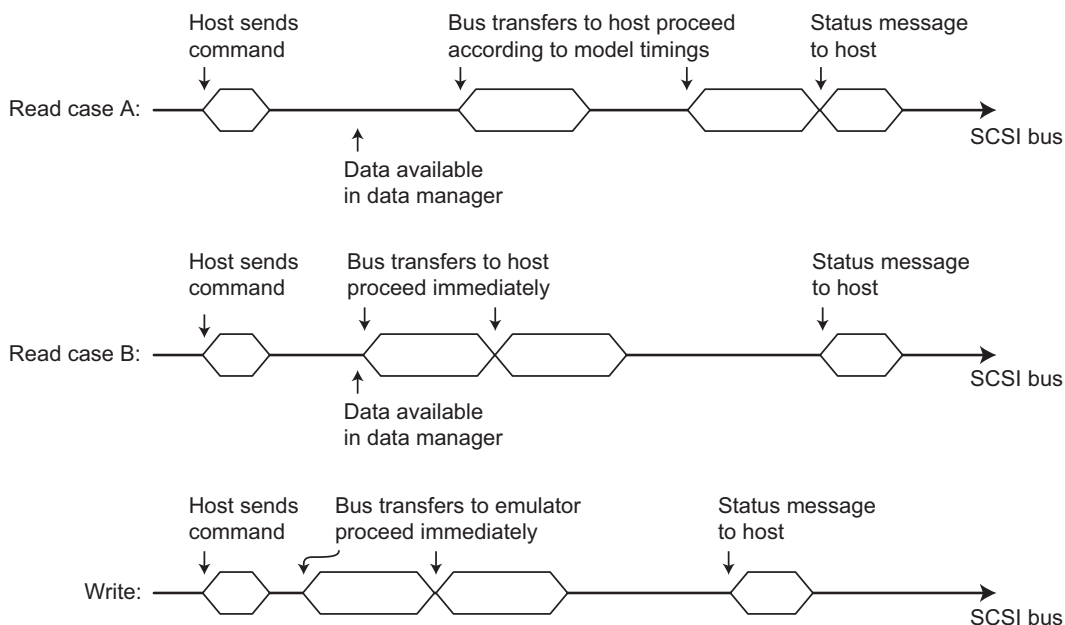 Host sends
command
Bus transfers to host proceed
according to model timings
Status message
to host
Read case A:
SCSI bus
Data available
in data manager
Host sends
command
Bus transfers to host
proceed immediately
Status message
to host
Read case B:
SCSI bus
Data available
in data manager
Host sends
command
Bus transfers to emulator
proceed immediately
Status message
to host
Write:
SCSI bus